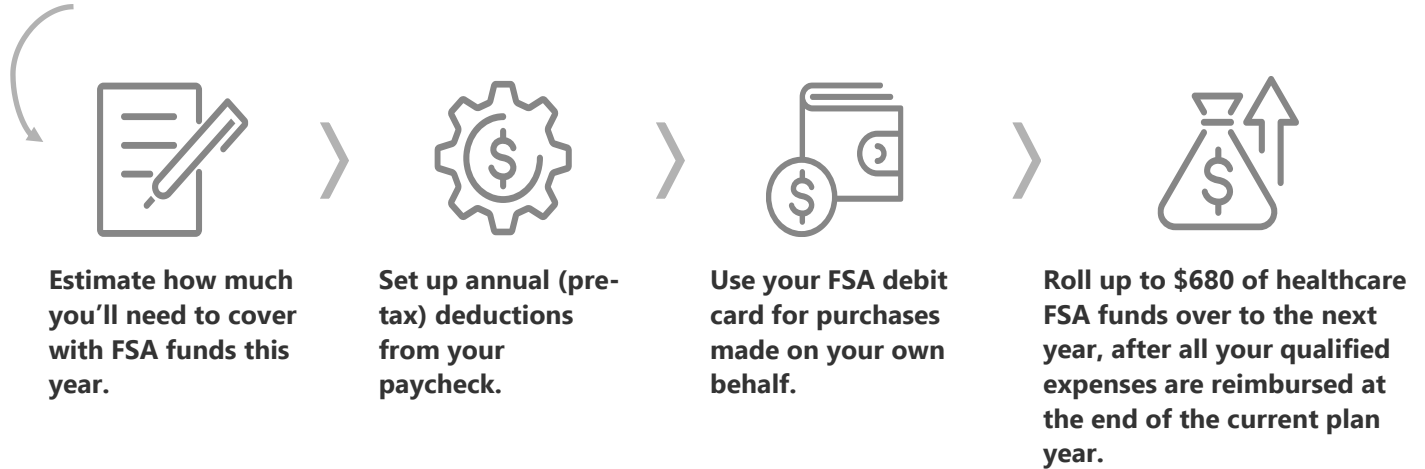 Estimate how much
you’ll need to cover
with FSA funds this
year.
Set up annual (pre-
tax) deductions
from your
paycheck.
Use your FSA debit
card for purchases
made on your own
behalf.
Roll up to $680 of healthcare
FSA funds over to the next
year, after all your qualified
expenses are reimbursed at
the end of the current plan
year.